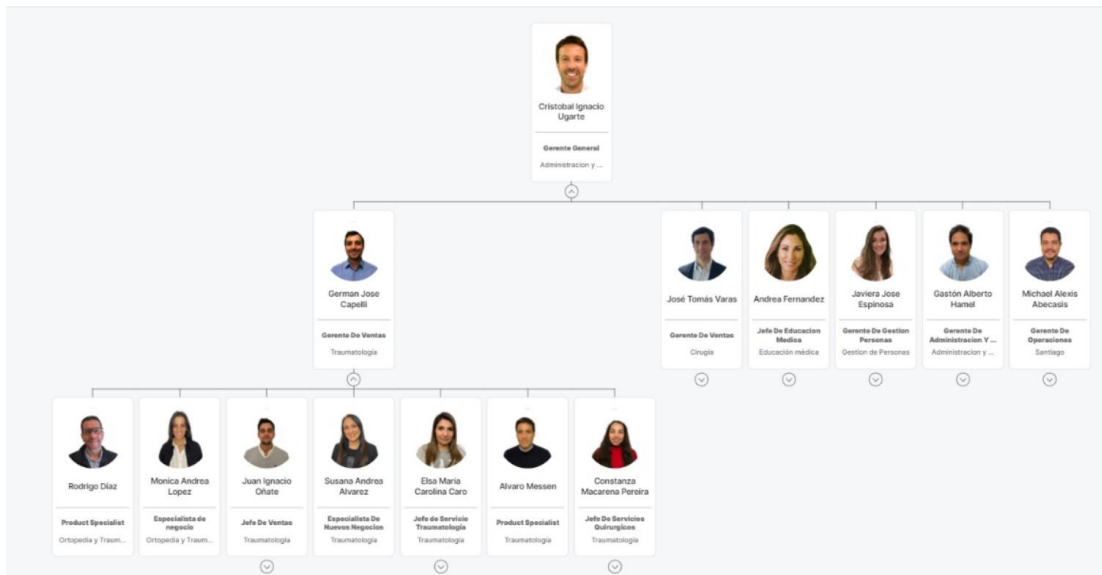 Cristobal Ignacio
Ugarte
Gerente General
Administracion y ...
German Jose
Capelli
Gerente De Ventas
Traumatología
José Tomás Varas
Gerente De Ventas
Cirugía
Andrea Fernandez
Jefe De Educacion
Medica
Educación médica
Javiera Jose
Espinosa
Gerente De Gestion
Personas
Gestion de Personas
Gastón Alberto
Hamel
Gerente De
Administracion Y ...
Administracion y ...
Michael Alexis
Abecasis
Gerente De
Operaciones
Santiago
Rodrigo Díaz
Product Specialist
Ortopedia y Traum...
Monica Andrea
Lopez
Especialista de
negocio
Ortopedia y Traum...
Juan Ignacio
Oñate
Jefe De Ventas
Traumatología
Susana Andrea
Alvarez
Especialista De
Nuevos Negocios
Traumatología
Elsa Maria
Carolina Caro
Jefe de Servicio
Traumatología
Traumatología
Alvaro Messen
Product Specialist
Traumatología
Constanza
Macarena Pereira
Jefe De Servicios
Quirurgicos
Traumatología